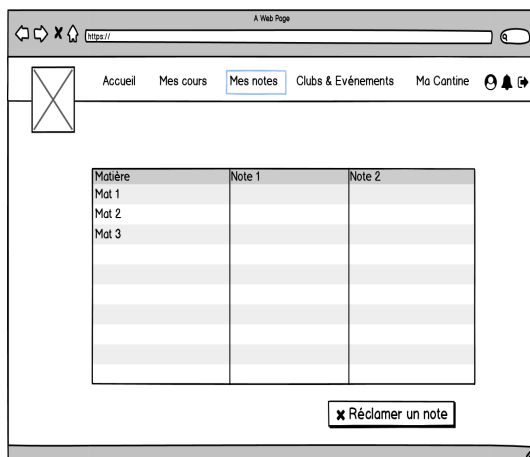 A Web Page
https://
Accueil Mes cours Mes notes Clubs & Evénements Ma Cantine
Matière Note 1 Note 2
Mat 1
Mat 2
Mat 3
Réclamer un note